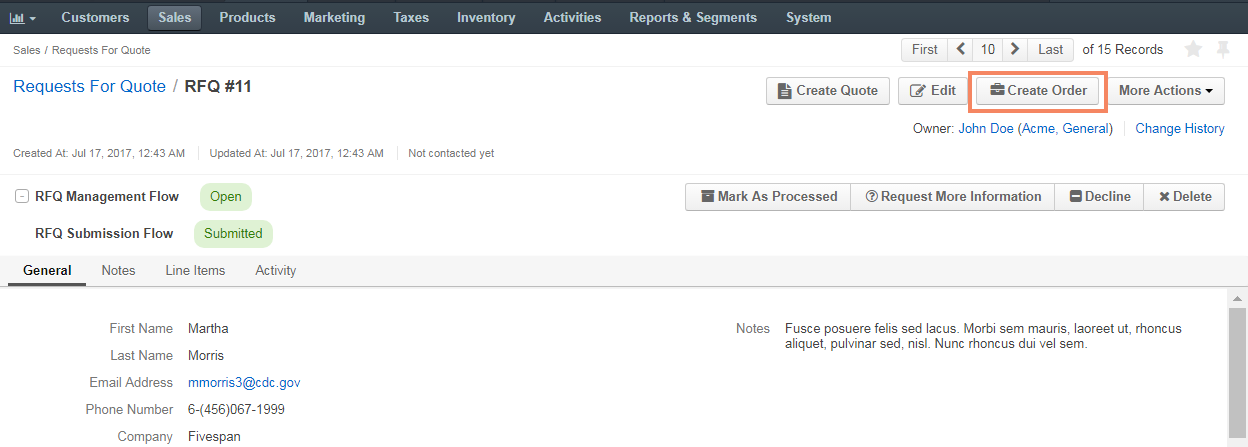 Customers Sales Products Marketing Taxes Inventory Activities Reports & Segments System
Sales / Requests For Quote First 10 Last of 15 Records
Requests For Quote / RFQ #11 Create Quote Edit Create Order More Actions
Owner: John Doe (Acme, General) Change History
Created At: Jul 17, 2017, 12:43 AM Updated At: Jul 17, 2017, 12:43 AM Not contacted yet
RFQ Management Flow Open Mark As Processed Request More Information Decline Delete
RFQ Submission Flow Submitted
General Notes Line Items Activity
First Name Martha Notes Fusce posuere felis sed lacus. Morbi sem mauris, laoreet ut, rhoncus
aliquet, pulvinar sed, nisl. Nunc rhoncus dui vel sem.
Last Name Morris
Email Address mmorris3@cdc.gov
Phone Number 6-(456)067-1999
Company Fivespan